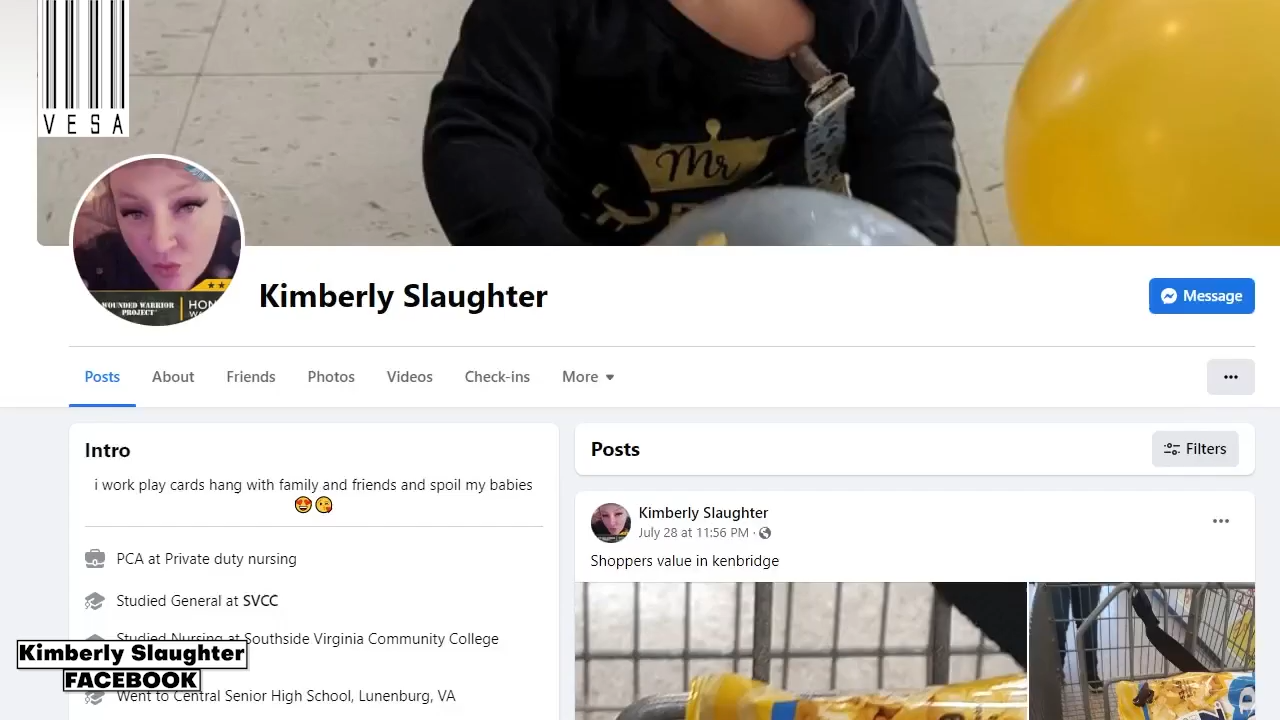 VESA
Mr
WOUNDED WARRIOR
PROJECT
HON
WA
Kimberly Slaughter
Message
Posts
About
Friends
Photos
Videos
Check-ins
More
Intro
i work play cards hang with family and friends and spoil my babies
😍😘
PCA at Private duty nursing
Studied General at SVCC
Studied Nursing at Southside Virginia Community College
Went to Central Senior High School, Lunenburg, VA
Kimberly Slaughter
FACEBOOK
Posts
Filters
Kimberly Slaughter
July 28 at 11:56 PM ·
Shoppers value in kenbridge